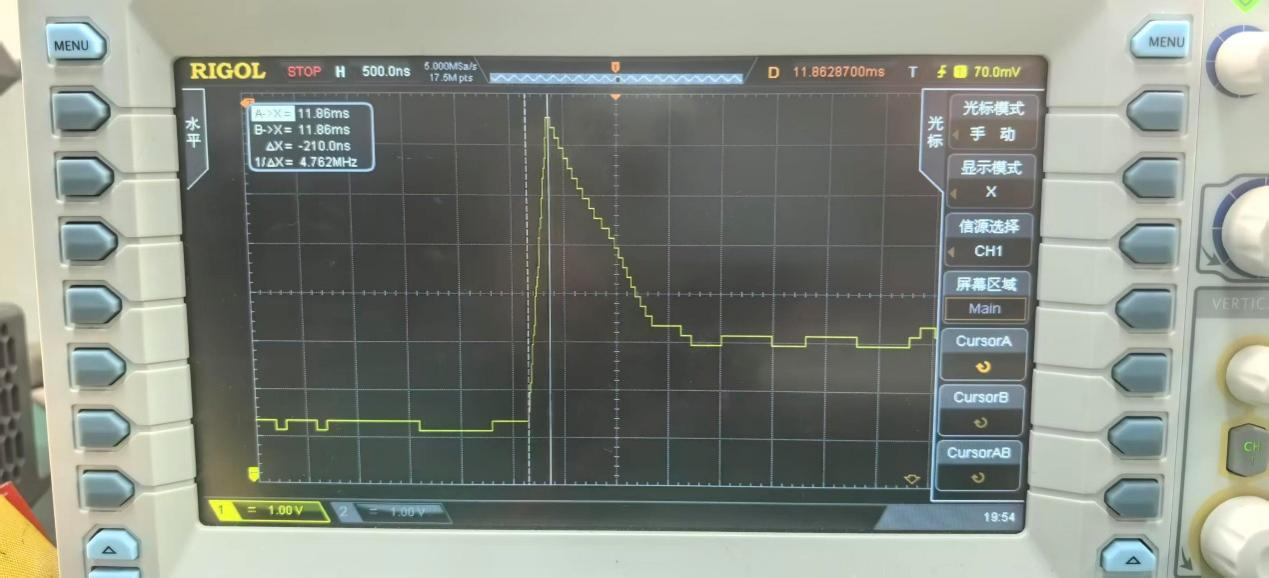 MENU
MENU
RIGOL STOP H 500.0ns 5.000MSa/s 17.5M pts D 11.8628700ms T 1 70.0mV
水平
A->X= 11.86ms
B->X= 11.86ms
ΔX= -210.0ns
1/ΔX= 4.762MHz
光标
光标模式
手 动
显示模式
X
信源选择
CH1
屏幕区域
Main
CursorA
CursorB
CursorAB
1 = 1.00V 2 = 1.00V
19:54
VERTIC
CH